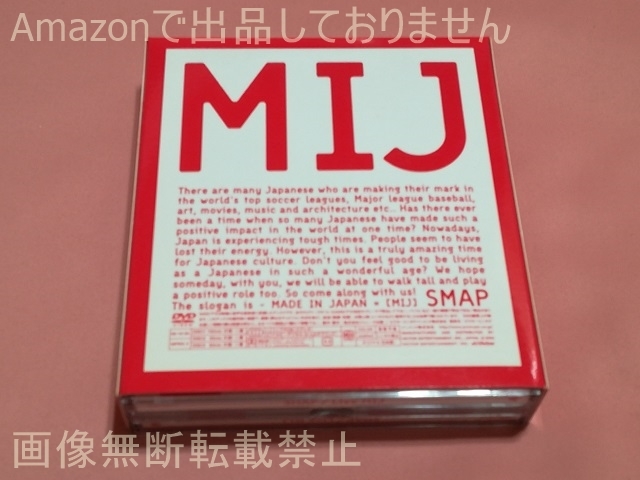 Amazonで出品しておりません
MIJ
There are many Japanese who are making their mark in
the world's top soccer leagues, Major league baseball,
art, movies, music and architecture etc... Has there ever
been a time when so many Japanese have made such a
positive impact in the world at one time? Nowadays,
Japan is experiencing tough times. People seem to have
lost their energy. However, this is a truly amazing time
for Japanese culture. Don't you feel good to be living
as a Japanese in such a wonderful age? We hope
someday, with you, we will be able to walk tall and play
a positive role too. So come along with us!
SMAP
The slogan is - MADE IN JAPAN = [MIJ]
DVD
画像無断転載禁止